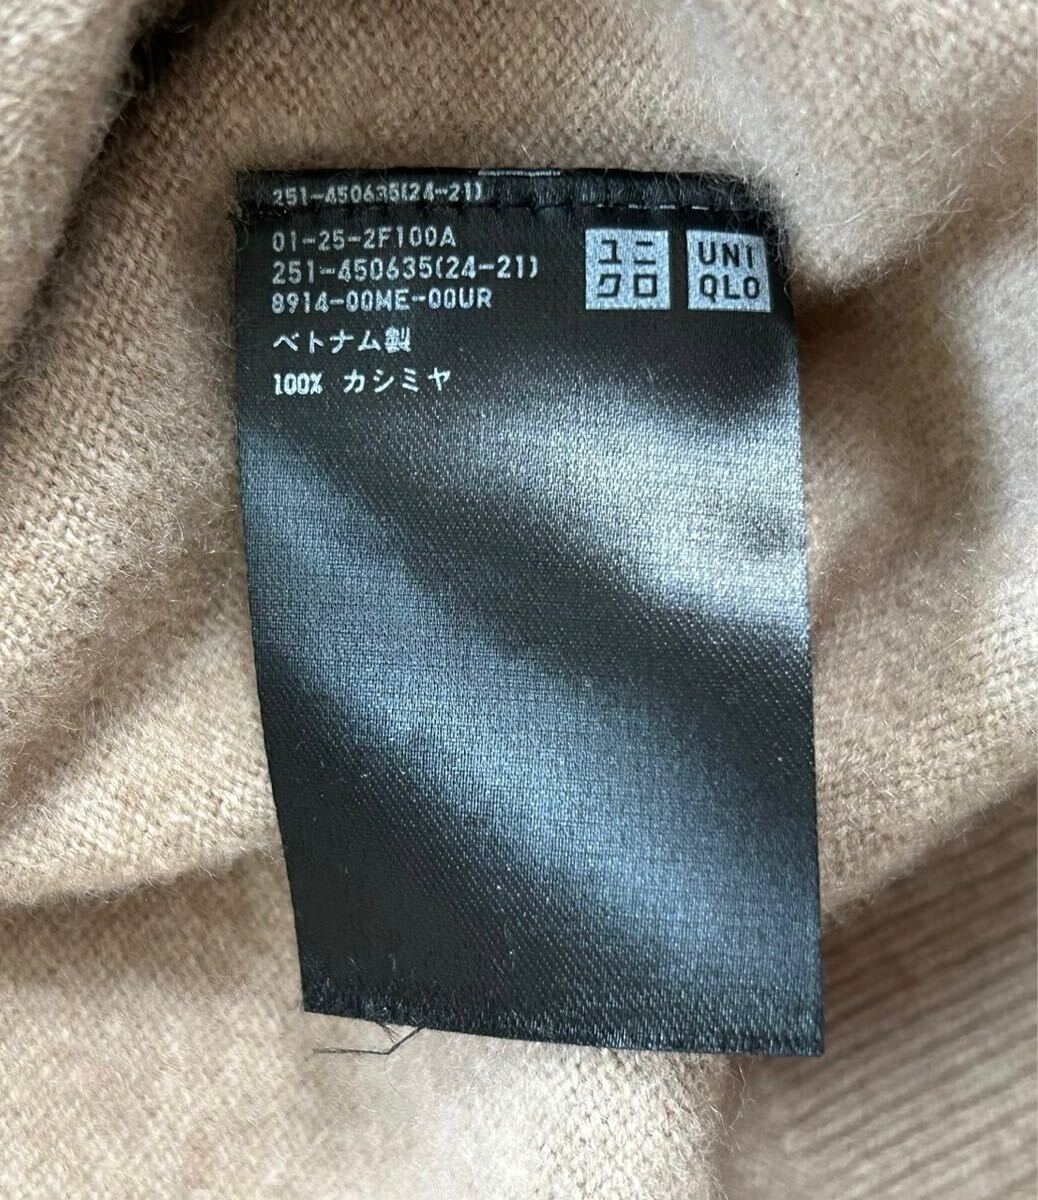 251-450635(24-21)
01-25-2F100A
251-450635(24-21)
8914-00ME-00UR
ベトナム製
100% カシミヤ
ユニ
クロ
UNI
QLO